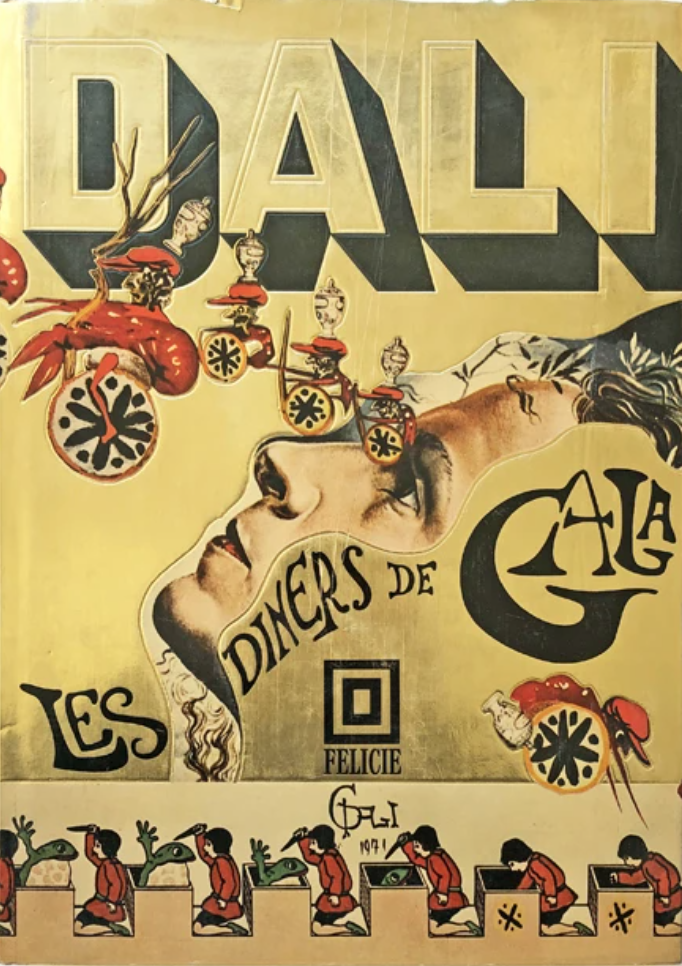 DALI
LES DINERS DE GALA
FELICIE
Dali
1971